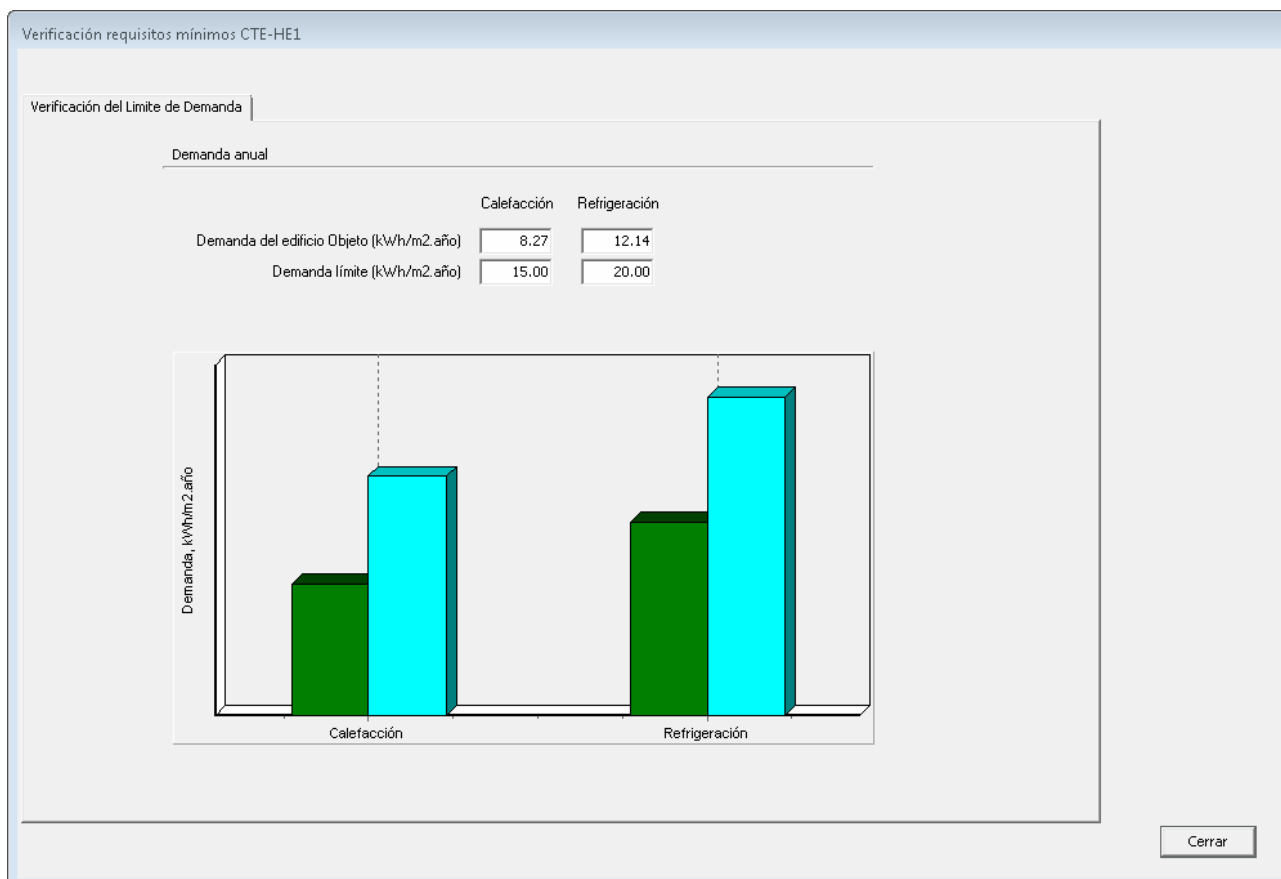 Verificación requisitos mínimos CTE-HE1
Verificación del Limite de Demanda
Demanda anual
Calefacción Refrigeración
Demanda del edificio Objeto (kWh/m2.año) 8.27 12.14
Demanda límite (kWh/m2.año) 15.00 20.00
Demanda, kWh/m2.año
Calefacción Refrigeración
Cerrar